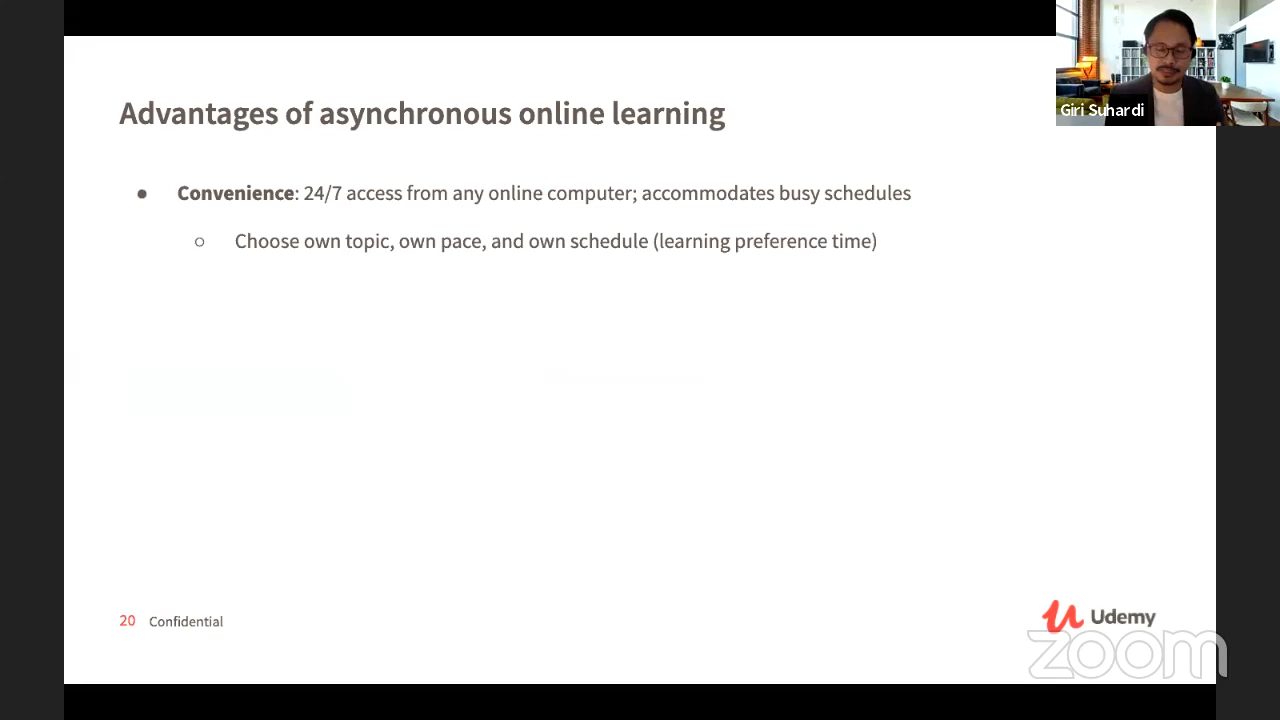 Advantages of asynchronous online learning
Giri Suhardi
● Convenience: 24/7 access from any online computer; accommodates busy schedules
○ Choose own topic, own pace, and own schedule (learning preference time)
20 Confidential
Udemy
zoom